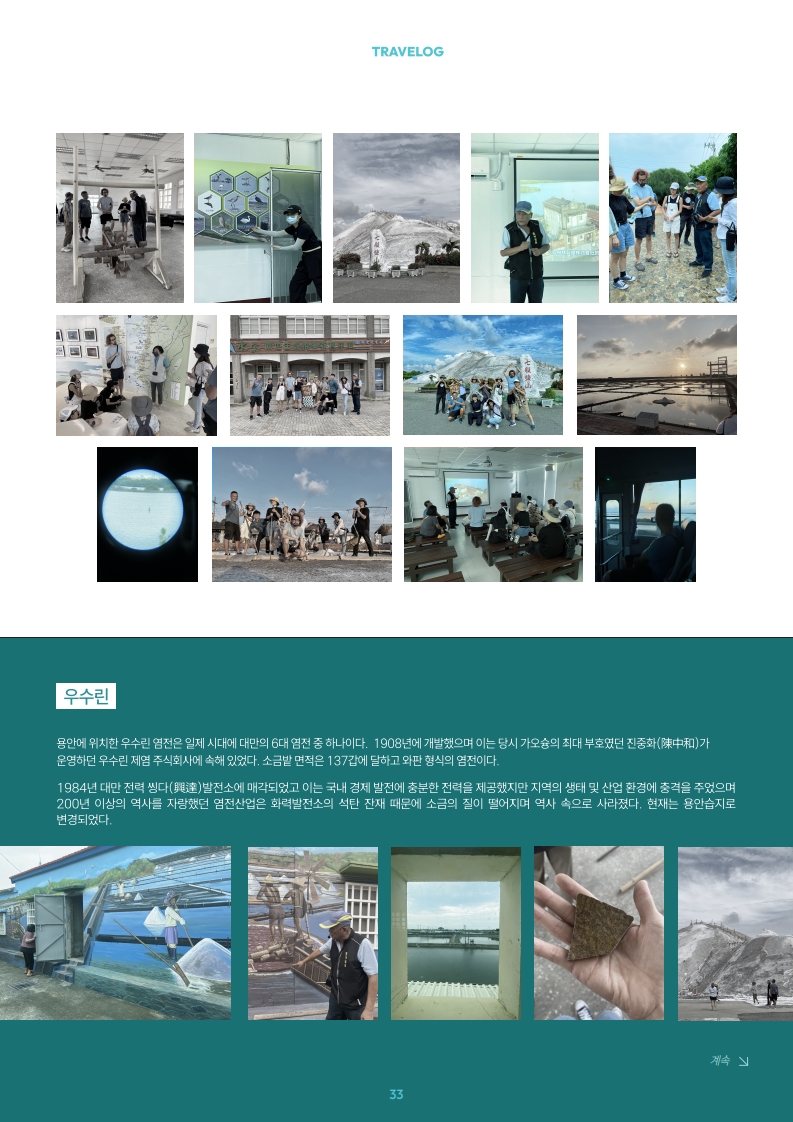 TRAVELOG
七股鹽山
七股鹽山
우수린
용안에 위치한 우수린 염전은 일제 시대에 대만의 6대 염전 중 하나이다. 1908년에 개발했으며 이는 당시 가오슝의 최대 부호였던 진중화(陳中和)가
운영하던 우수린 제염 주식회사에 속해 있었다. 소금밭 면적은 137갑에 달하고 와판 형식의 염전이다.
1984년 대만 전력 씽다(興達)발전소에 매각되었고 이는 국내 경제 발전에 충분한 전력을 제공했지만 지역의 생태 및 산업 환경에 충격을 주었으며
200년 이상의 역사를 자랑했던 염전산업은 화력발전소의 석탄 잔재 때문에 소금의 질이 떨어지며 역사 속으로 사라졌다. 현재는 용안습지로
변경되었다.
계속
33